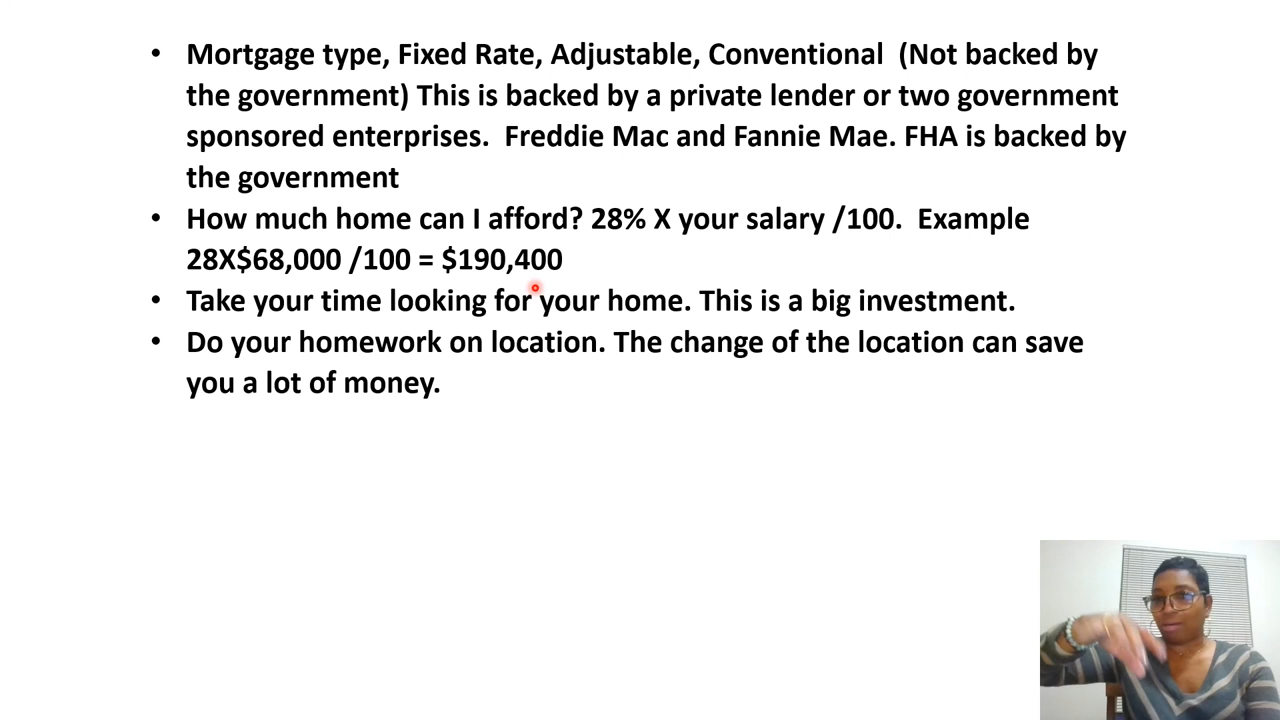 • Mortgage type, Fixed Rate, Adjustable, Conventional  (Not backed by
the government) This is backed by a private lender or two government
sponsored enterprises.  Freddie Mac and Fannie Mae. FHA is backed by
the government
• How much home can I afford? 28% X your salary /100.  Example
28X$68,000 /100 = $190,400
• Take your time looking for your home. This is a big investment.
• Do your homework on location. The change of the location can save
you a lot of money.